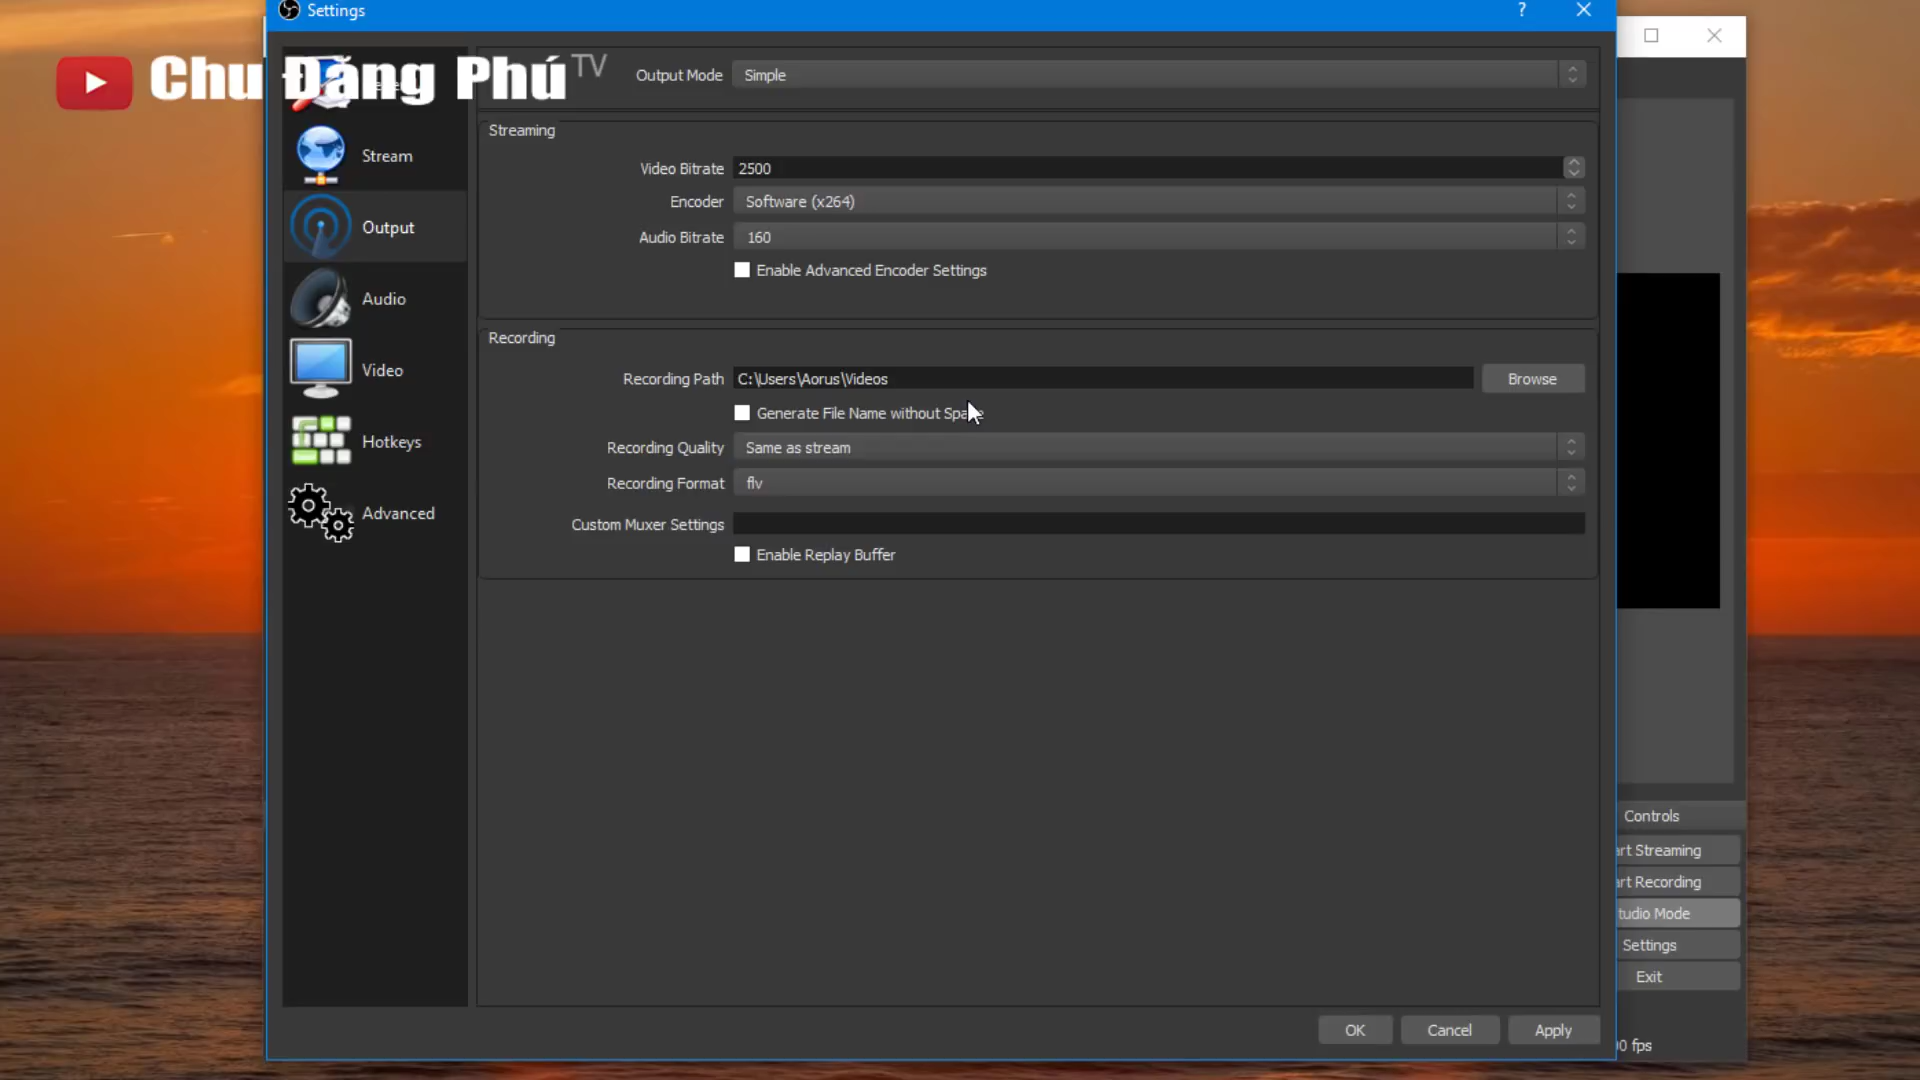 Settings
?
Chu Đăng Phú TV
Output Mode Simple
Streaming
Stream
Video Bitrate 2500
Encoder Software (x264)
Output
Audio Bitrate 160
Enable Advanced Encoder Settings
Audio
Recording
Video
Recording Path C:\Users\Aorus\Videos Browse
Generate File Name without Space
Hotkeys
Recording Quality Same as stream
Recording Format flv
Advanced
Custom Muxer Settings
Enable Replay Buffer
Controls
art Streaming
art Recording
tudio Mode
Settings
Exit
OK Cancel Apply
0 fps